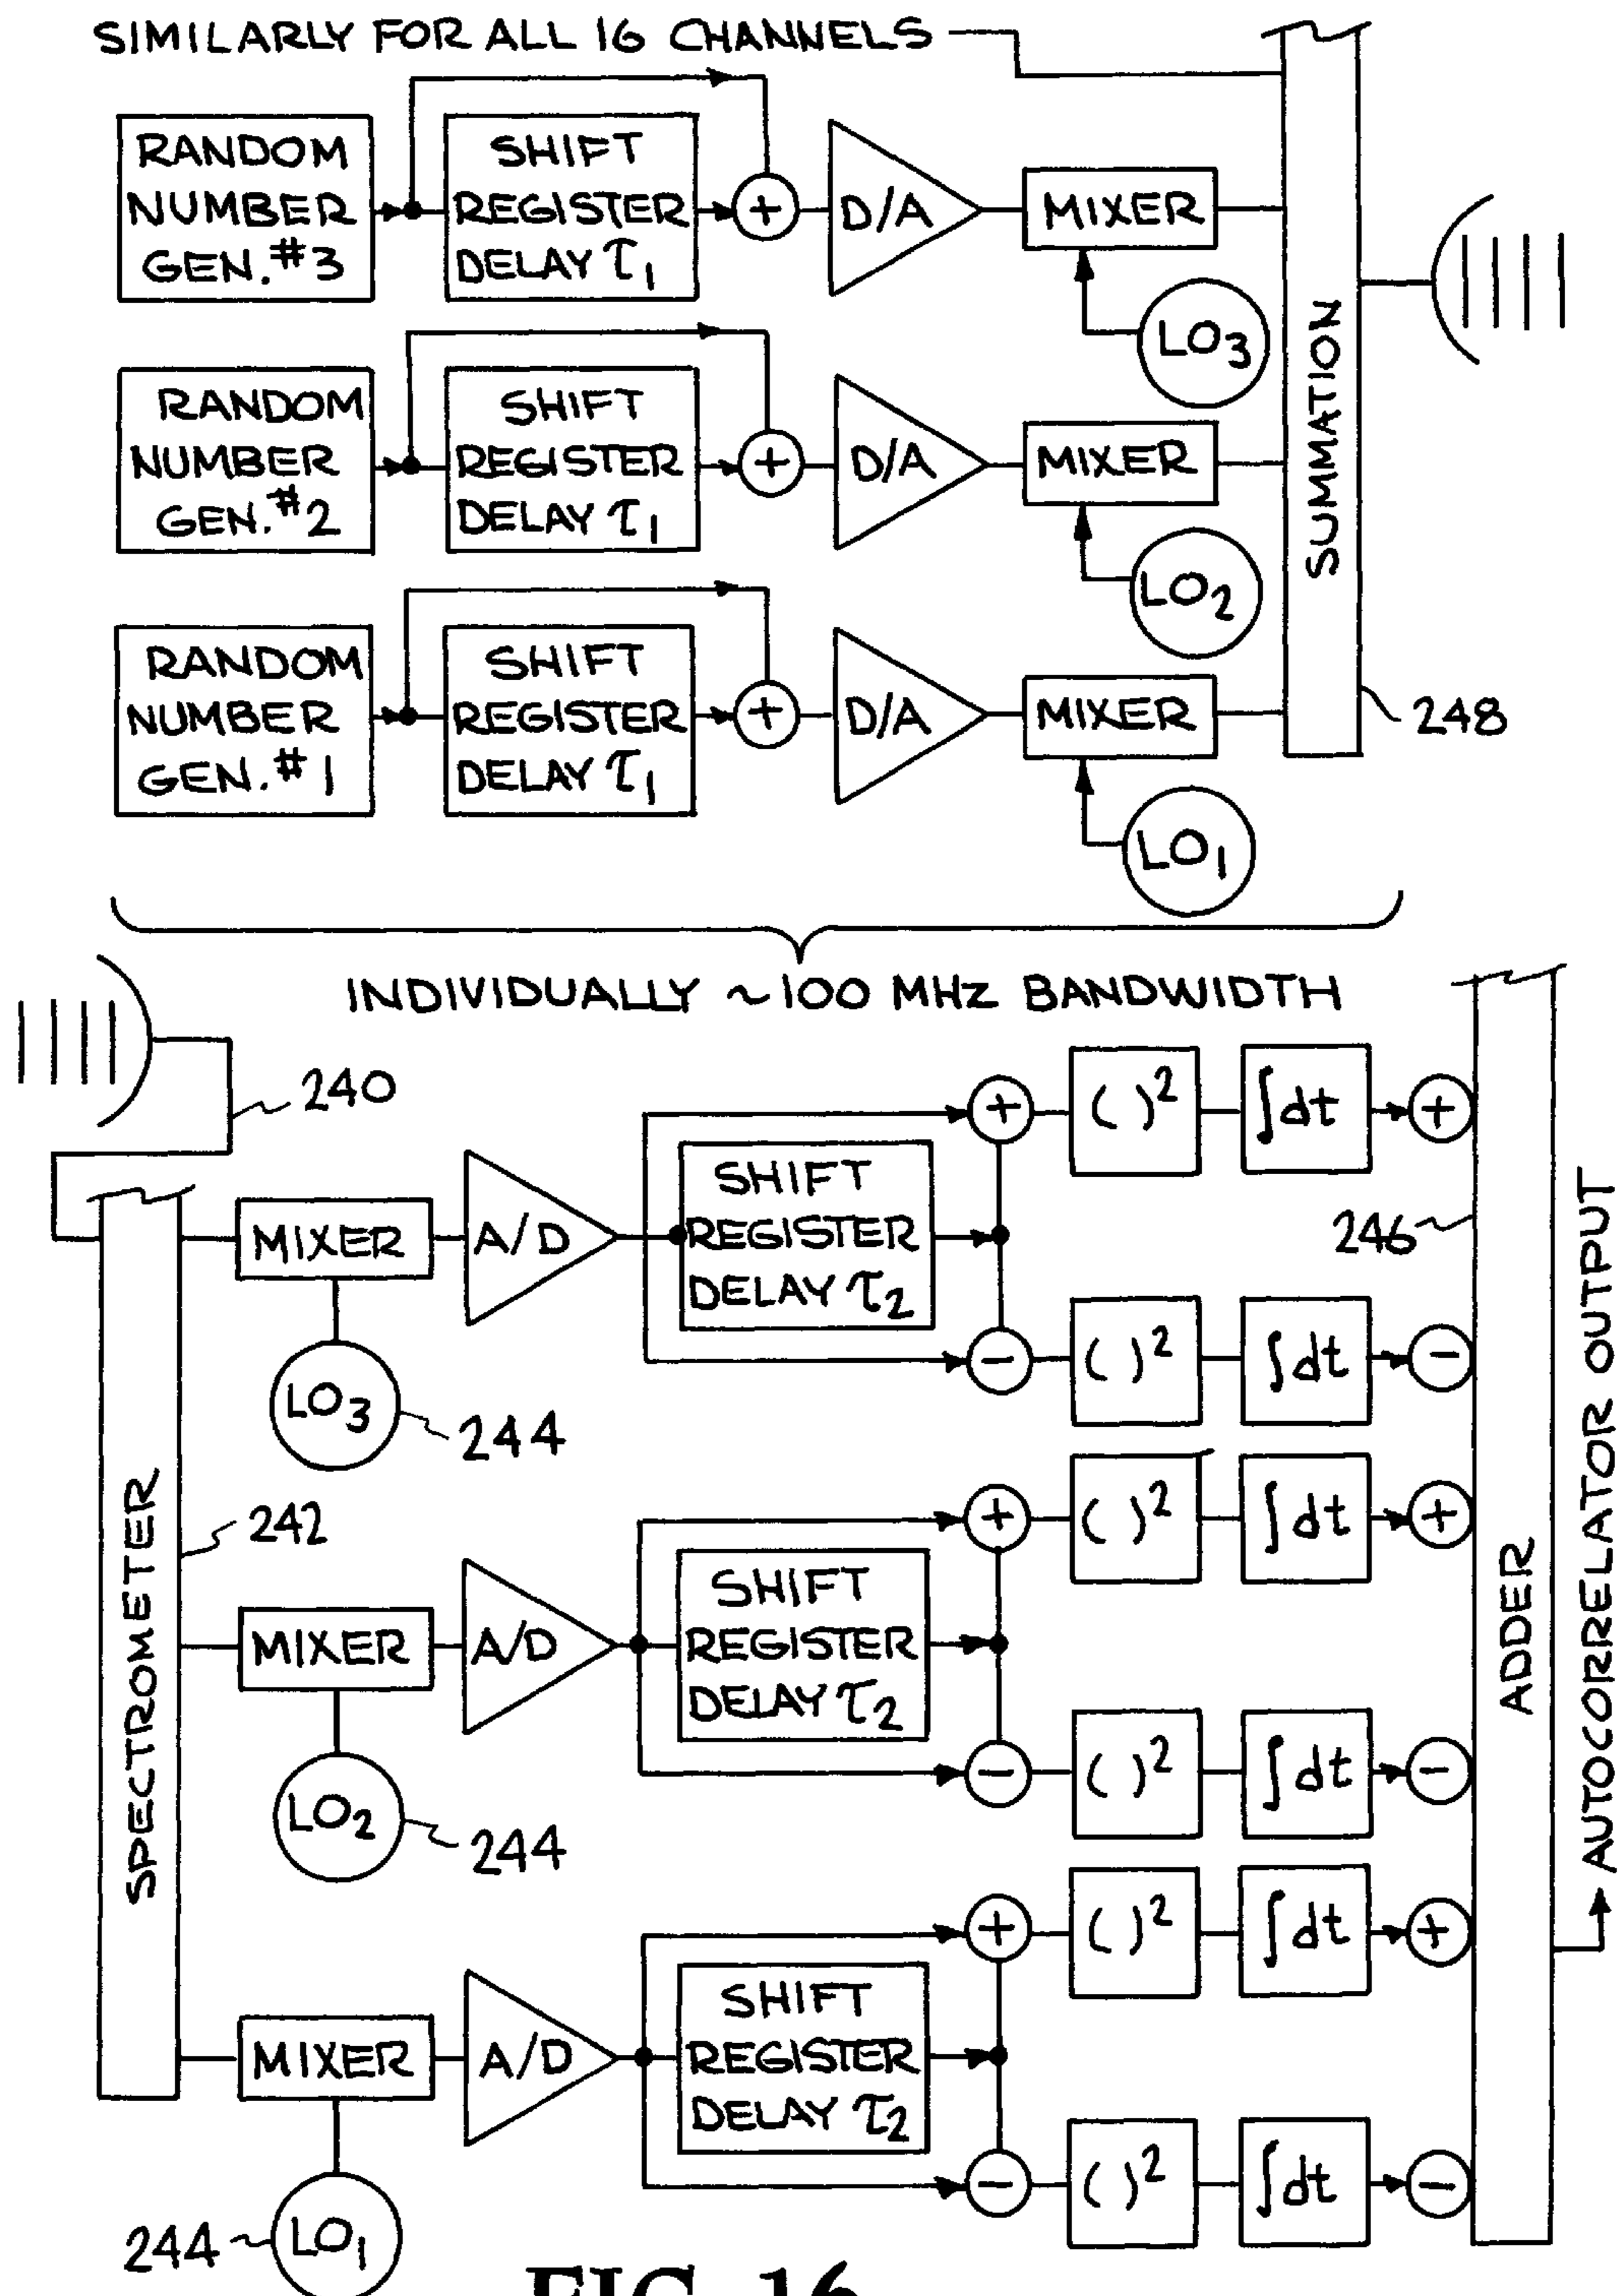 SIMILARLY FOR ALL 16 CHANNELS
RANDOM
NUMBER
GEN. #3
SHIFT
REGISTER
DELAY τ1
+
D/A
MIXER
LO3
RANDOM
NUMBER
GEN. #2
SHIFT
REGISTER
DELAY τ1
+
D/A
MIXER
LO2
RANDOM
NUMBER
GEN. #1
SHIFT
REGISTER
DELAY τ1
+
D/A
MIXER
LO1
SUMMATION
248
INDIVIDUALLY ~100 MHz BANDWIDTH
240
SPECTROMETER
242
MIXER
LO3
244
A/D
SHIFT
REGISTER
DELAY τ2
+
( )²
∫dt
+
−
( )²
∫dt
−
MIXER
LO2
244
A/D
SHIFT
REGISTER
DELAY τ2
+
( )²
∫dt
+
−
( )²
∫dt
−
MIXER
LO1
244
A/D
SHIFT
REGISTER
DELAY τ2
+
( )²
∫dt
+
−
( )²
∫dt
−
246
ADDER
AUTOCORRELATOR OUTPUT
FIG. 16